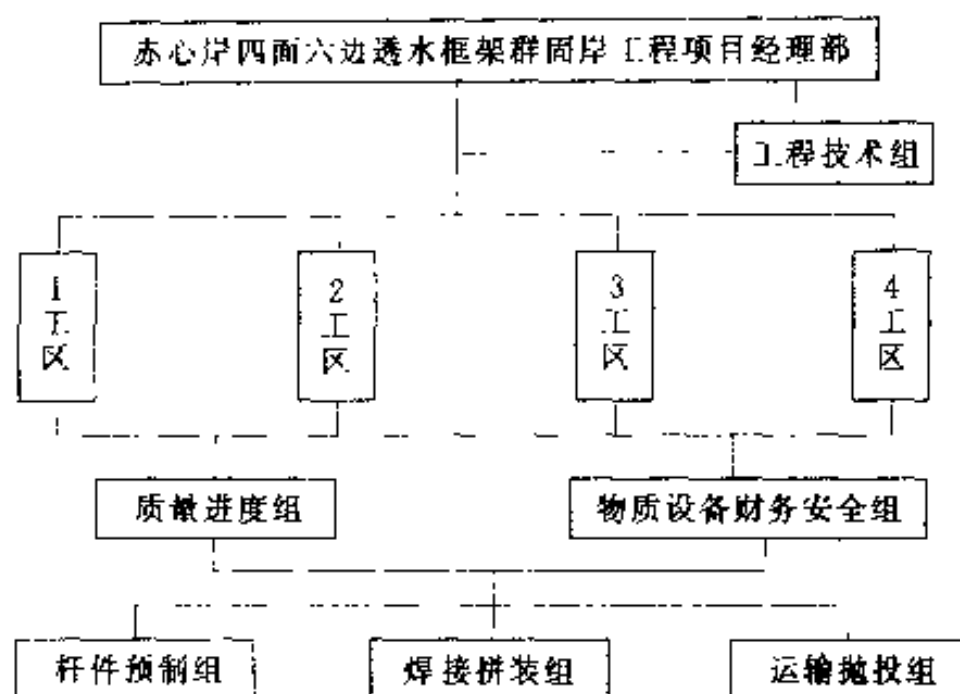 赤心岸四面六边透水框架群固岸工程项目经理部
工程技术组
1工区
2工区
3工区
4工区
质量进度组
物质设备财务安全组
杆件预制组
焊接拼装组
运输抛投组